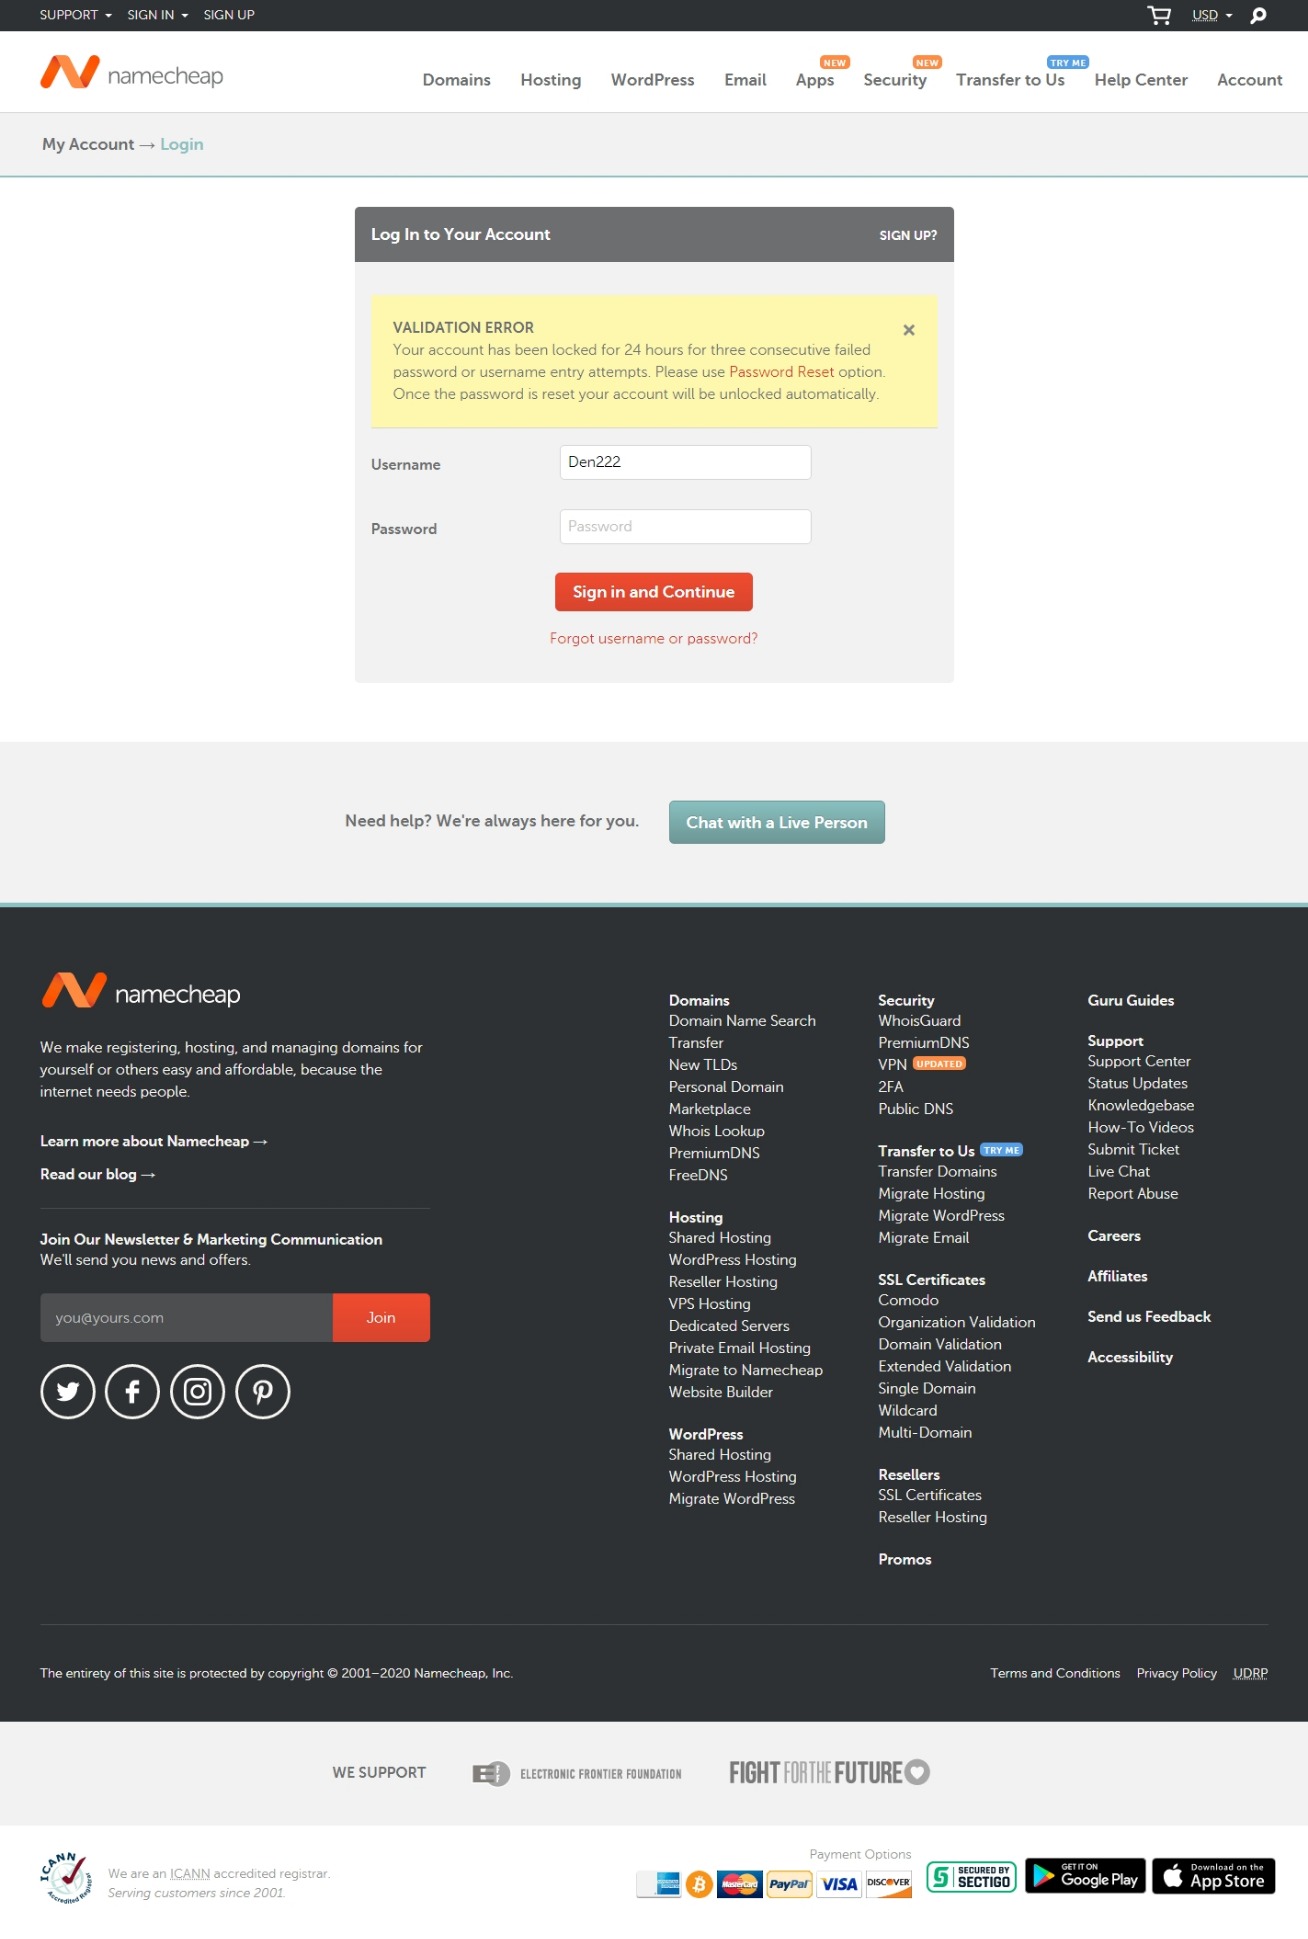 SUPPORT SIGN IN SIGN UP USD
namecheap
NEW NEW TRY ME
Domains Hosting WordPress Email Apps Security Transfer to Us Help Center Account
My Account → Login
Log In to Your Account SIGN UP?
VALIDATION ERROR
Your account has been locked for 24 hours for three consecutive failed
password or username entry attempts. Please use Password Reset option.
Once the password is reset your account will be unlocked automatically.
Username Den222
Password Password
Sign in and Continue
Forgot username or password?
Need help? We're always here for you. Chat with a Live Person
namecheap
We make registering, hosting, and managing domains for
yourself or others easy and affordable, because the
internet needs people.
Learn more about Namecheap →
Read our blog →
Join Our Newsletter & Marketing Communication
We'll send you news and offers.
you@yours.com Join
Domains
Domain Name Search
Transfer
New TLDs
Personal Domain
Marketplace
Whois Lookup
PremiumDNS
FreeDNS
Hosting
Shared Hosting
WordPress Hosting
Reseller Hosting
VPS Hosting
Dedicated Servers
Private Email Hosting
Migrate to Namecheap
Website Builder
WordPress
Shared Hosting
WordPress Hosting
Migrate WordPress
Security
WhoisGuard
PremiumDNS
VPN UPDATED
2FA
Public DNS
Transfer to Us TRY ME
Transfer Domains
Migrate Hosting
Migrate WordPress
Migrate Email
SSL Certificates
Comodo
Organization Validation
Domain Validation
Extended Validation
Single Domain
Wildcard
Multi-Domain
Resellers
SSL Certificates
Reseller Hosting
Promos
Guru Guides
Support
Support Center
Status Updates
Knowledgebase
How-To Videos
Submit Ticket
Live Chat
Report Abuse
Careers
Affiliates
Send us Feedback
Accessibility
The entirety of this site is protected by copyright © 2001–2020 Namecheap, Inc. Terms and Conditions Privacy Policy UDRP
WE SUPPORT ELECTRONIC FRONTIER FOUNDATION FIGHT FOR THE FUTURE
ICANN
Accredited Registrar
We are an ICANN accredited registrar.
Serving customers since 2001.
Payment Options
MasterCard PayPal VISA DISCOVER
SECURED BY
SECTIGO
GET IT ON
Google Play
Download on the
App Store